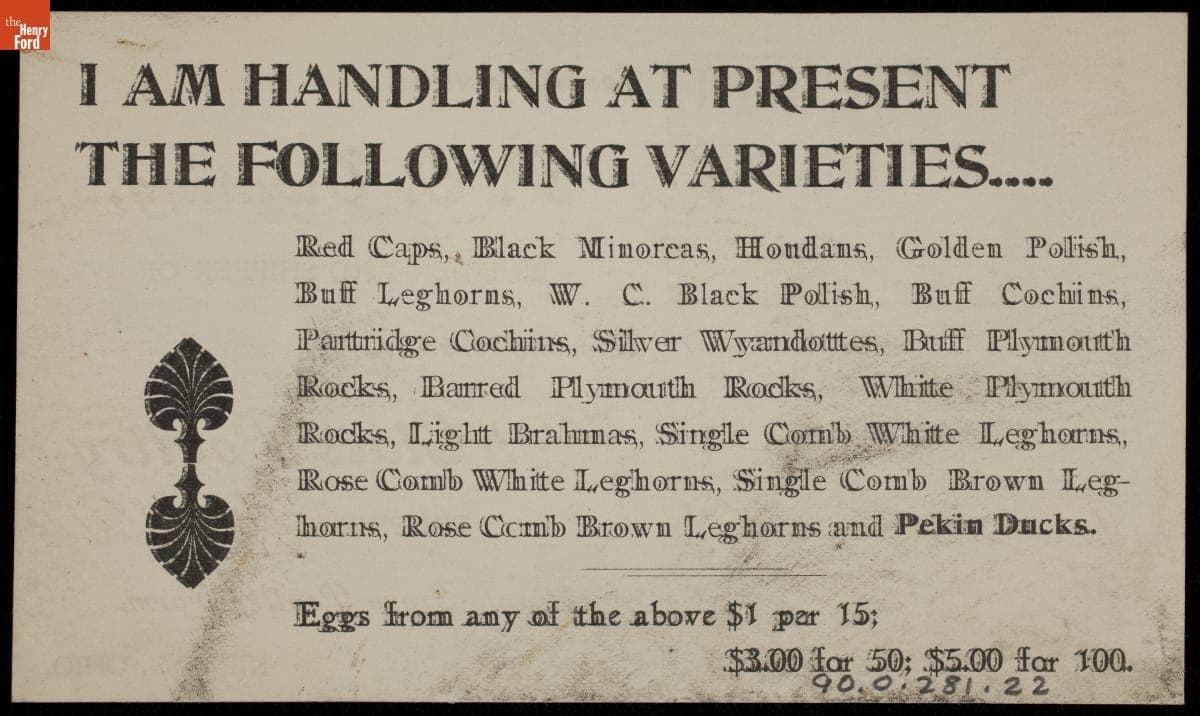 the
Henry
Ford
I AM HANDLING AT PRESENT
THE FOLLOWING VARIETIES....
Red Caps, Black Minorcas, Houdans, Golden Polish,
Buff Leghorns, W. C. Black Polish, Buff Cochins,
Partridge Cochins, Silver Wyandottes, Buff Plymouth
Rocks, Barred Plymouth Rocks, White Plymouth
Rocks, Light Brahmas, Single Comb White Leghorns,
Rose Comb White Leghorns, Single Comb Brown Leg-
horns, Rose Comb Brown Leghorns and Pekin Ducks.
Eggs from any of the above $1 per 15;
$3.00 for 50; $5.00 for 100.
90.0.281.22